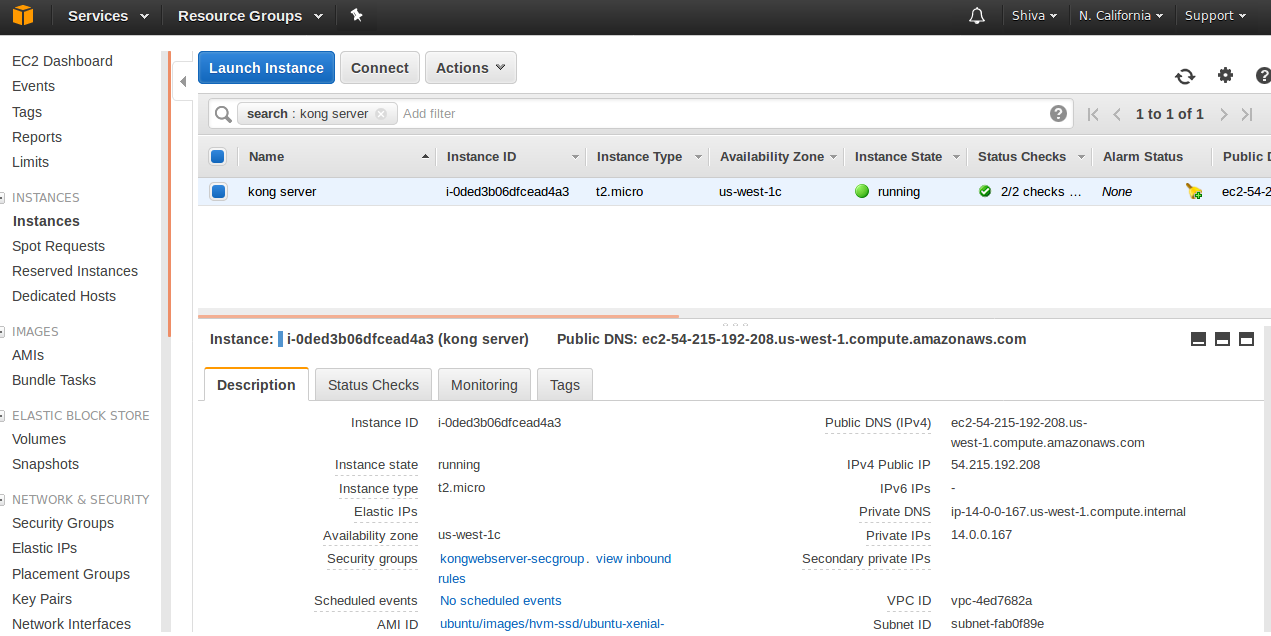 Services Resource Groups Shiva N. California Support
EC2 Dashboard
Events
Tags
Reports
Limits
INSTANCES
Instances
Spot Requests
Reserved Instances
Dedicated Hosts
IMAGES
AMIs
Bundle Tasks
ELASTIC BLOCK STORE
Volumes
Snapshots
NETWORK & SECURITY
Security Groups
Elastic IPs
Placement Groups
Key Pairs
Network Interfaces
Launch Instance Connect Actions
search : kong server Add filter 1 to 1 of 1
Name Instance ID Instance Type Availability Zone Instance State Status Checks Alarm Status Public D
kong server i-0ded3b06dfcead4a3 t2.micro us-west-1c running 2/2 checks … None ec2-54-2
Instance: i-0ded3b06dfcead4a3 (kong server) Public DNS: ec2-54-215-192-208.us-west-1.compute.amazonaws.com
Description Status Checks Monitoring Tags
Instance ID i-0ded3b06dfcead4a3
Instance state running
Instance type t2.micro
Elastic IPs
Availability zone us-west-1c
Security groups kongwebserver-secgroup. view inbound
rules
Scheduled events No scheduled events
AMI ID ubuntu/images/hvm-ssd/ubuntu-xenial-
Public DNS (IPv4) ec2-54-215-192-208.us-
west-1.compute.amazonaws.com
IPv4 Public IP 54.215.192.208
IPv6 IPs -
Private DNS ip-14-0-0-167.us-west-1.compute.internal
Private IPs 14.0.0.167
Secondary private IPs
VPC ID vpc-4ed7682a
Subnet ID subnet-fab0f89e